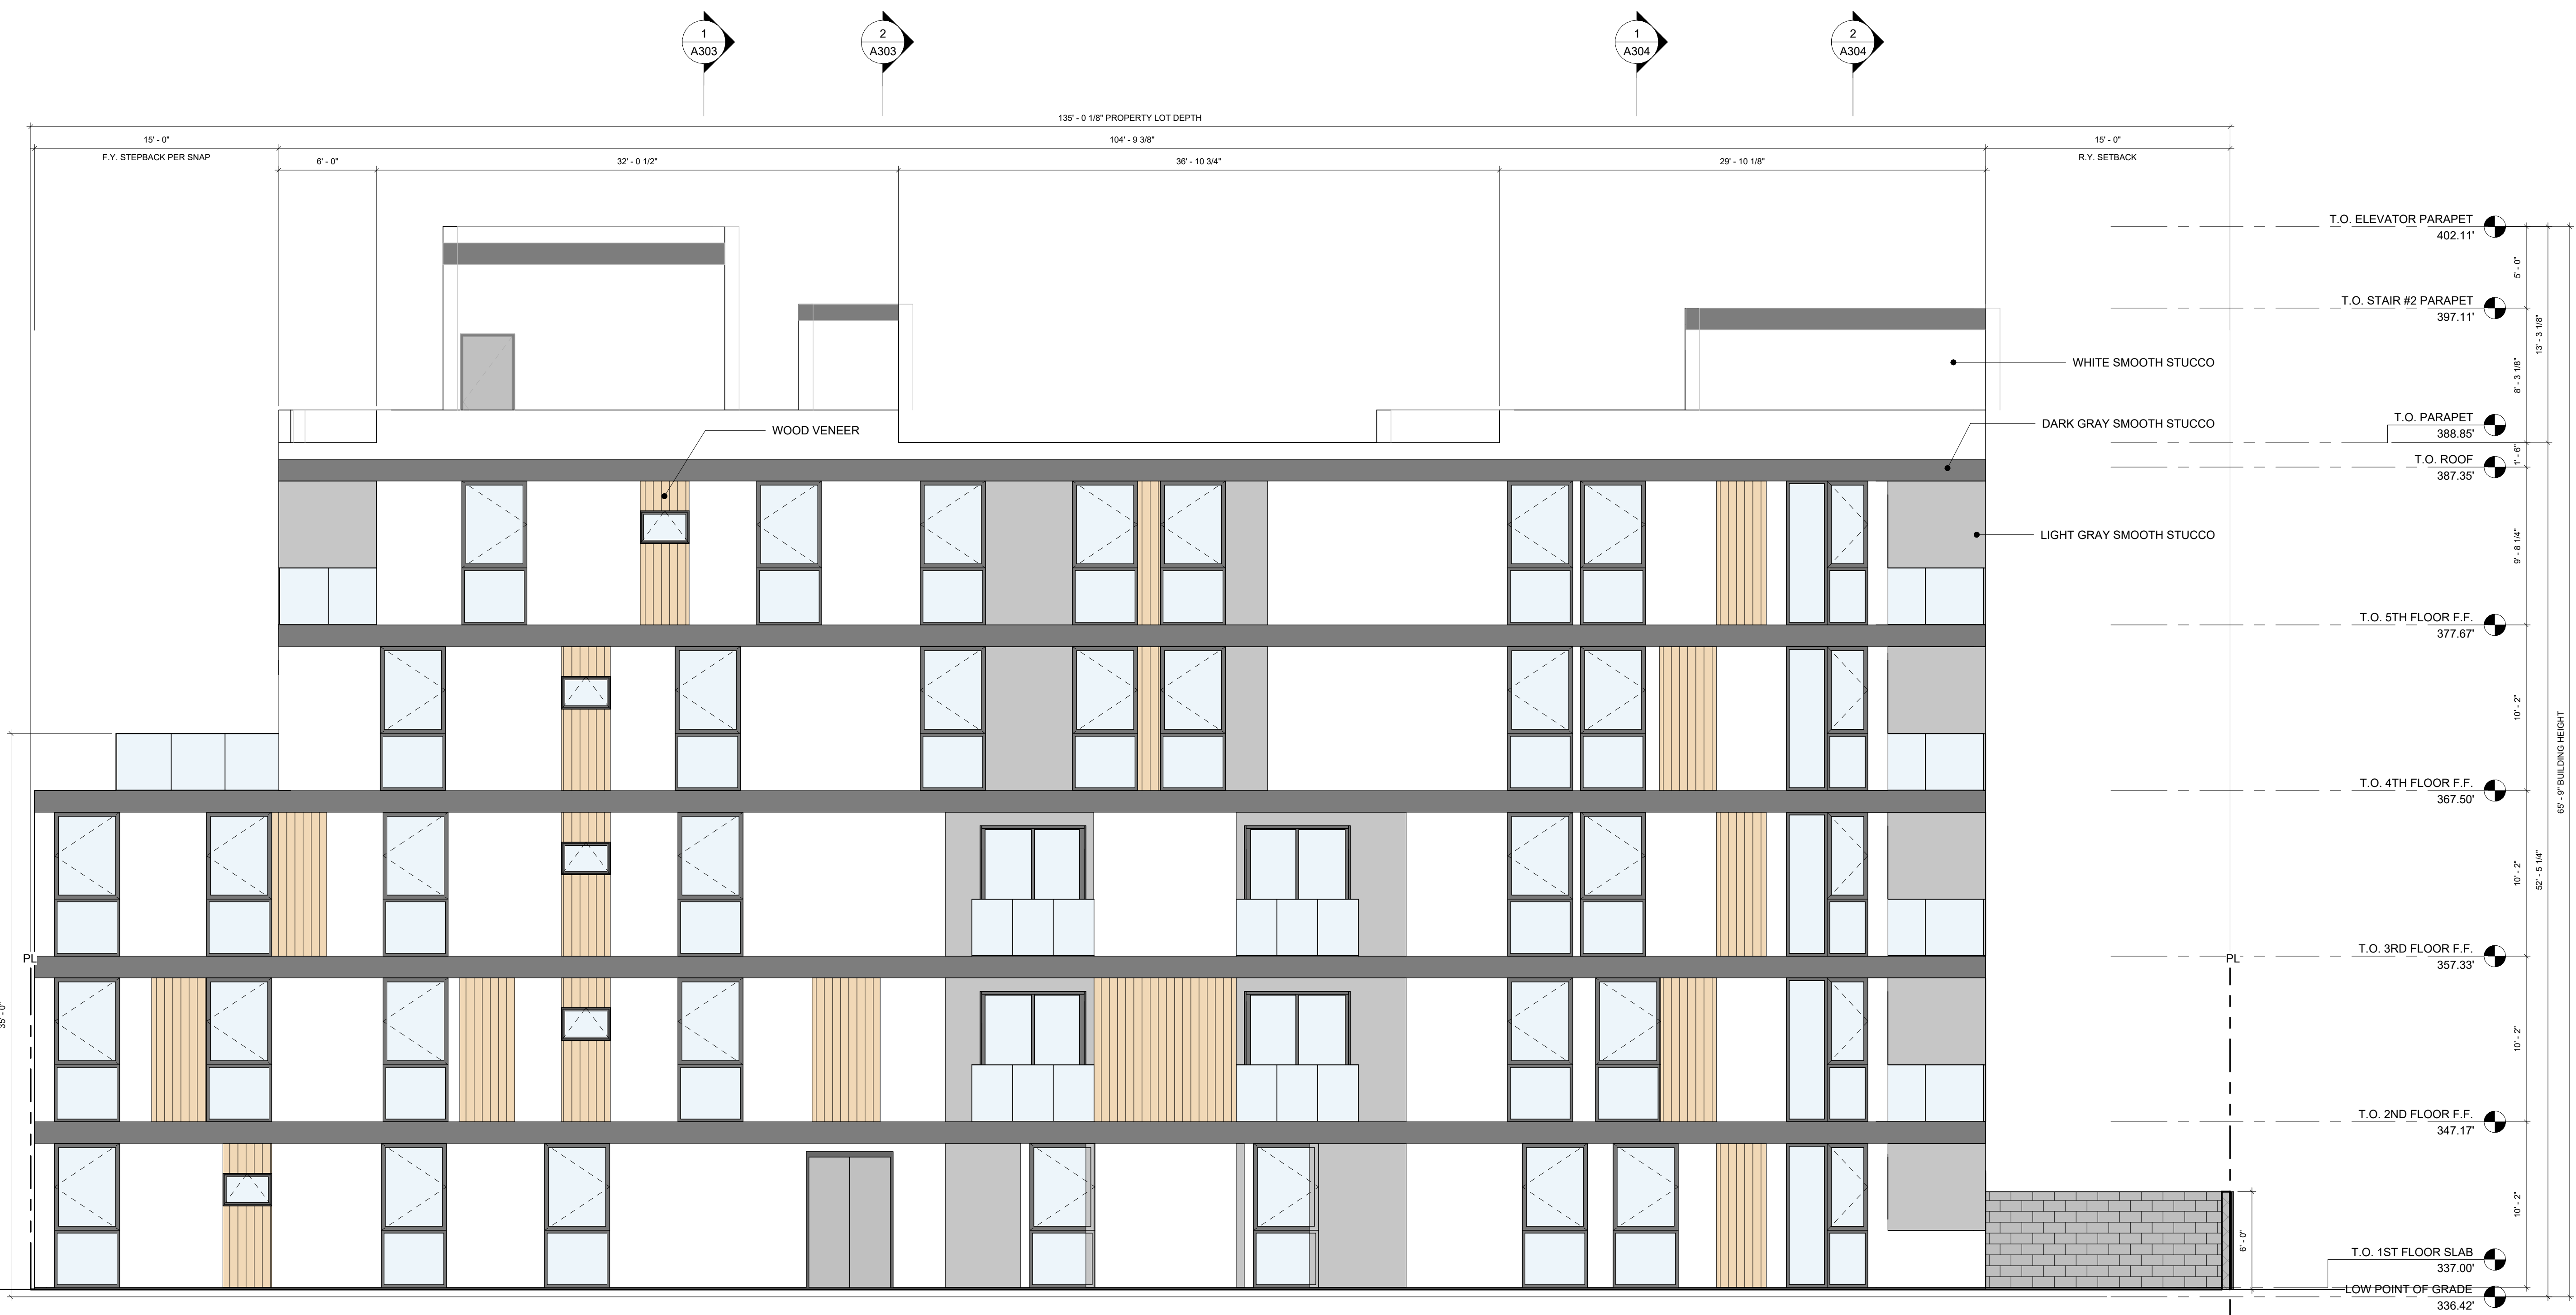 1
A303
2
A303
1
A304
2
A304
135' - 0 1/8" PROPERTY LOT DEPTH
15' - 0"
104' - 9 3/8"
15' - 0"
F.Y. STEPBACK PER SNAP
6' - 0"
32' - 0 1/2"
36' - 10 3/4"
29' - 10 1/8"
R.Y. SETBACK
T.O. ELEVATOR PARAPET
402.11'
5' - 0"
T.O. STAIR #2 PARAPET
397.11'
13' - 3 1/8"
WHITE SMOOTH STUCCO
8' - 3 1/8"
T.O. PARAPET
388.85'
DARK GRAY SMOOTH STUCCO
WOOD VENEER
1' - 6"
T.O. ROOF
387.35'
LIGHT GRAY SMOOTH STUCCO
9' - 8 1/4"
T.O. 5TH FLOOR F.F.
377.67'
10' - 2"
65' - 9" BUILDING HEIGHT
T.O. 4TH FLOOR F.F.
367.50'
10' - 2"
52' - 5 1/4"
PL
PL
T.O. 3RD FLOOR F.F.
357.33'
35' - 0"
10' - 2"
T.O. 2ND FLOOR F.F.
347.17'
10' - 2"
6' - 0"
T.O. 1ST FLOOR SLAB
337.00'
LOW POINT OF GRADE
336.42'